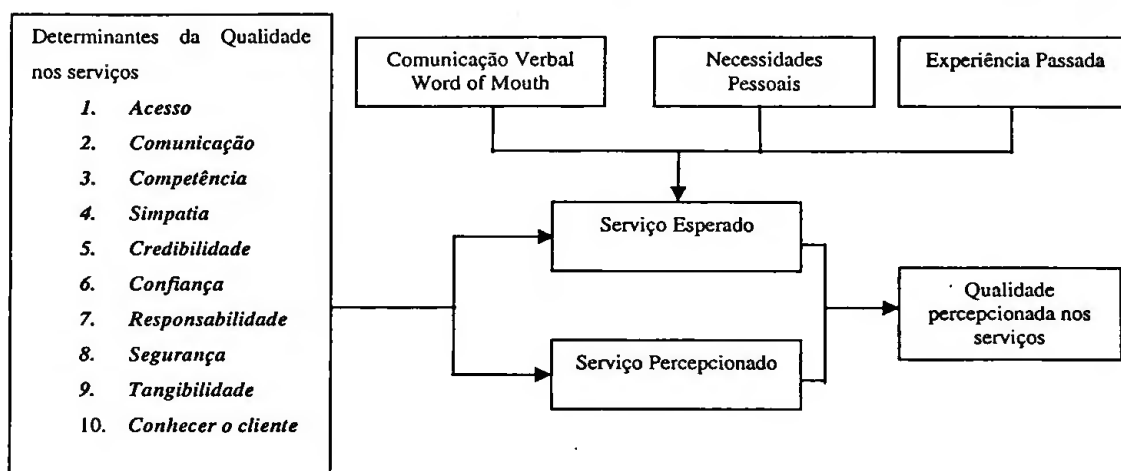 Determinantes da Qualidade
nos serviços
1. Acesso
2. Comunicação
3. Competência
4. Simpatia
5. Credibilidade
6. Confiança
7. Responsabilidade
8. Segurança
9. Tangibilidade
10. Conhecer o cliente
Comunicação Verbal
Word of Mouth
Necessidades
Pessoais
Experiência Passada
Serviço Esperado
Serviço Percepcionado
Qualidade
percepcionada nos
serviços